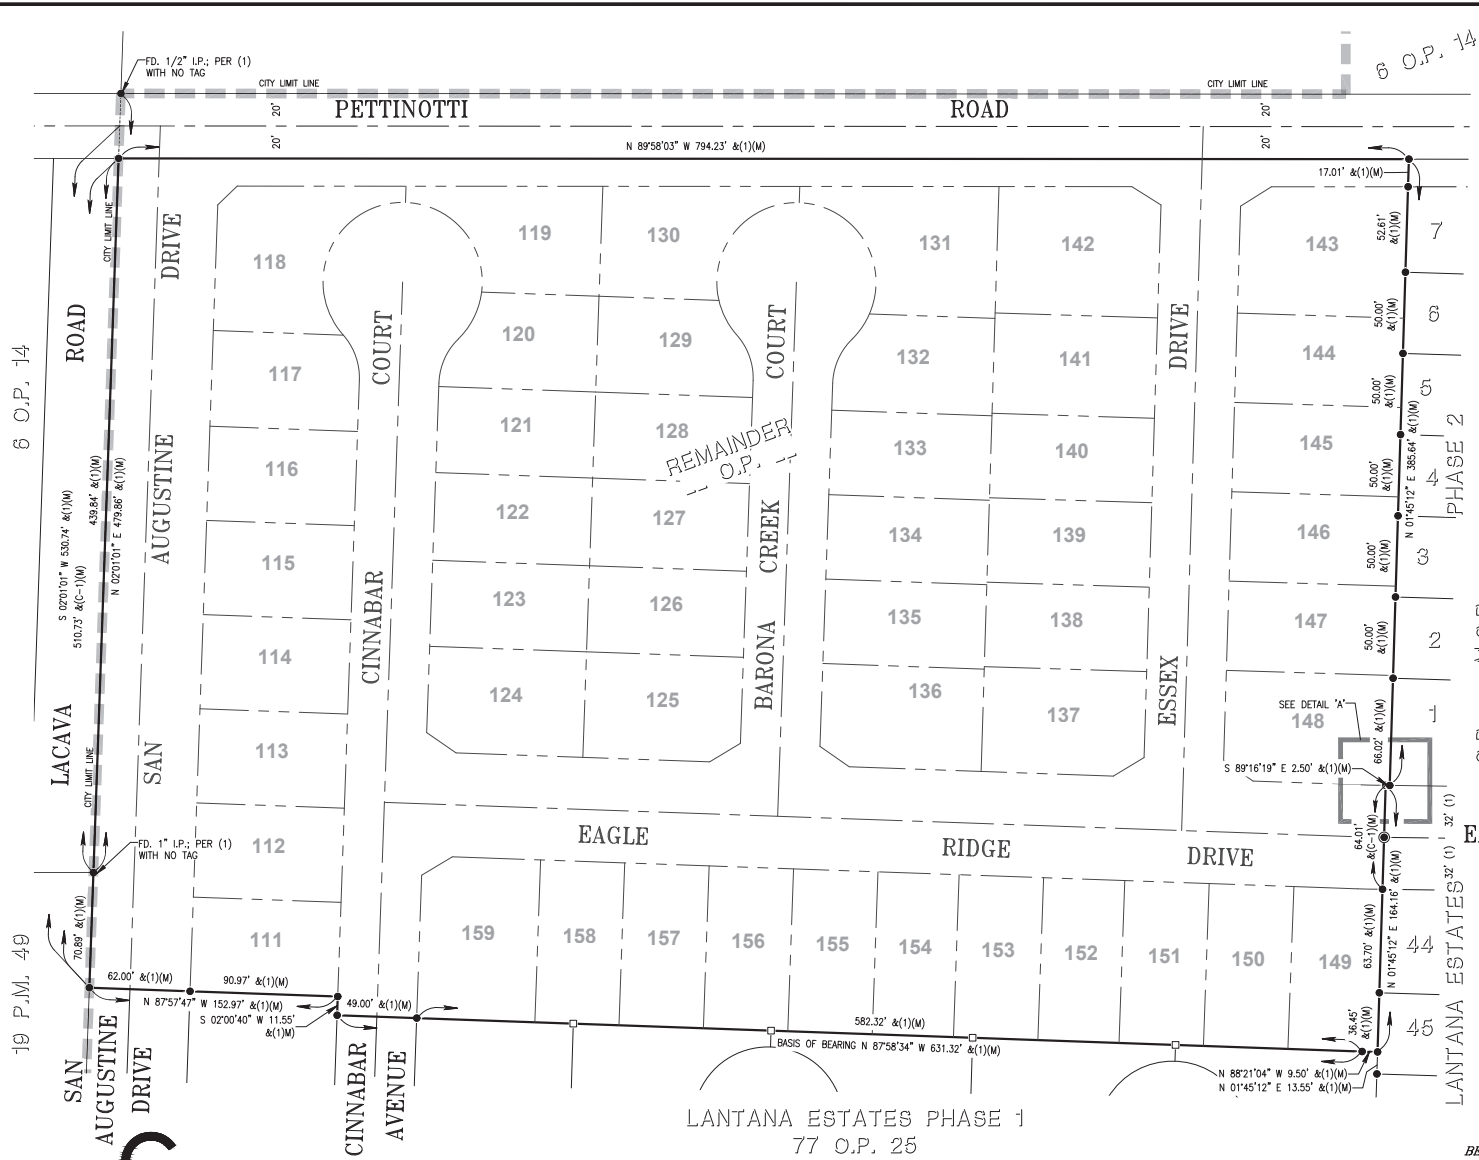 FD. 1/2" I.P.; PER (1)
WITH NO TAG
CITY LIMIT LINE
CITY LIMIT LINE
6 O.P. 14
20'
PETTINOTTI ROAD
20'
20'
20'
N 89°58'03" W 794.23' &(1)(M)
17.01' &(1)(M)
CITY LIMIT LINE
52.61'
&(1)(M)
7
118
119
130
131
142
143
50.00'
&(1)(M)
6
117
120
129
132
141
144
50.00'
&(1)(M)
5
116
121
128
133
140
145
50.00'
&(1)(M)
4
REMAINDER
-- O.P. --
115
122
127
134
139
146
50.00'
&(1)(M)
3
114
123
126
135
138
147
50.00'
&(1)(M)
2
113
124
125
136
137
148
66.02' &(1)(M)
1
SEE DETAIL 'A'
S 89°16'19" E 2.50' &(1)(M)
6 O.P. 14
LACAVA ROAD
S 02°01'01" W 530.74' &(1)(M)
510.73' &(C-1)(M)
439.84' &(1)(M)
N 02°01'01" E 479.86' &(1)(M)
CITY LIMIT LINE
SAN AUGUSTINE DRIVE
CINNABAR COURT
BARONA CREEK COURT
ESSEX DRIVE
N 01°45'12" E 385.64' &(1)(M)
PHASE 2
EAGLE RIDGE DRIVE
64.01'
&(C-1)(M)
32' (1)
32' (1)
FD. 1" I.P.; PER (1)
WITH NO TAG
112
111
159
158
157
156
155
154
153
152
151
150
149
63.70' &(1)(M)
N 01°45'12" E 164.16' &(1)(M)
44
19 P.M. 49
70.89' &(1)(M)
62.00' &(1)(M)
90.97' &(1)(M)
N 87°57'47" W 152.97' &(1)(M)
S 02°00'40" W 11.55'
&(1)M)
49.00' &(1)(M)
582.32' &(1)(M)
BASIS OF BEARING N 87°58'34" W 631.32' &(1)(M)
36.45'
&(1)(M)
45
N 88°21'04" W 9.50' &(1)(M)
N 01°45'12" E 13.55' &(1)(M)
LANTANA ESTATES
SAN
AUGUSTINE
DRIVE
CINNABAR
AVENUE
LANTANA ESTATES PHASE 1
77 O.P. 25